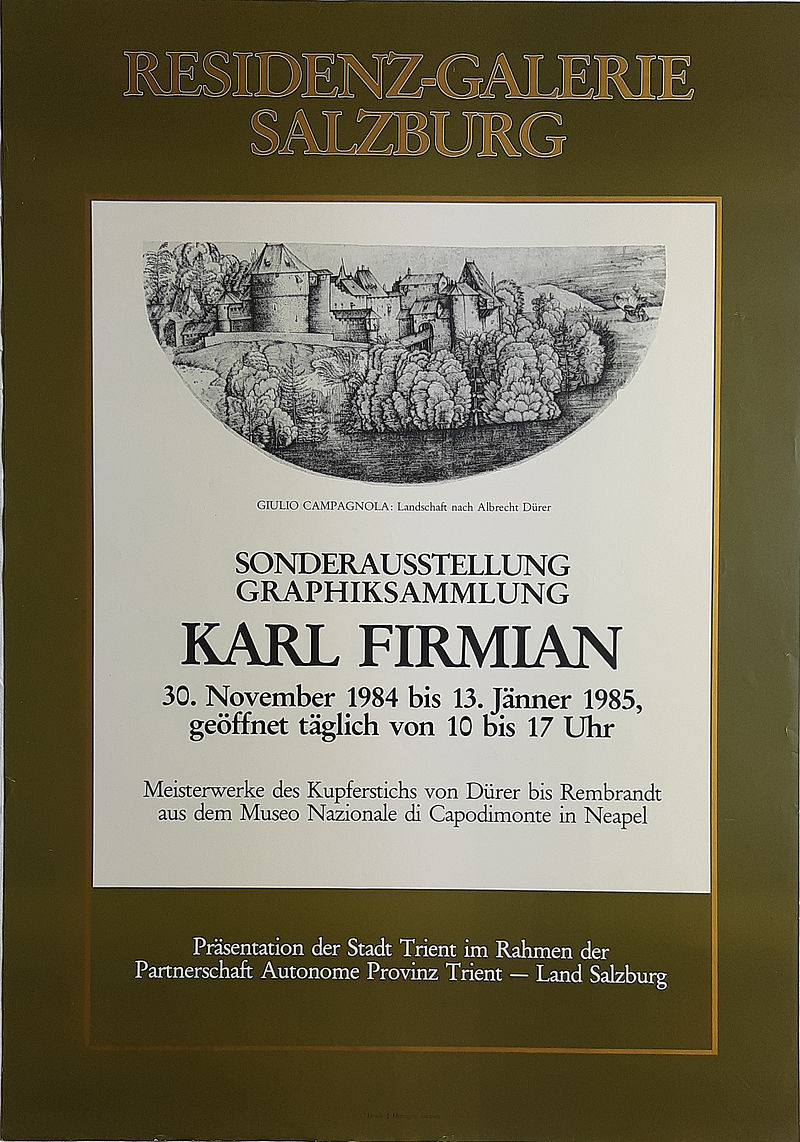 RESIDENZ-GALERIE
SALZBURG
GIULIO CAMPAGNOLA: Landschaft nach Albrecht Dürer
SONDERAUSSTELLUNG
GRAPHIKSAMMLUNG
KARL FIRMIAN
30. November 1984 bis 13. Jänner 1985,
geöffnet täglich von 10 bis 17 Uhr
Meisterwerke des Kupferstichs von Dürer bis Rembrandt
aus dem Museo Nazionale di Capodimonte in Neapel
Präsentation der Stadt Trient im Rahmen der
Partnerschaft Autonome Provinz Trient — Land Salzburg